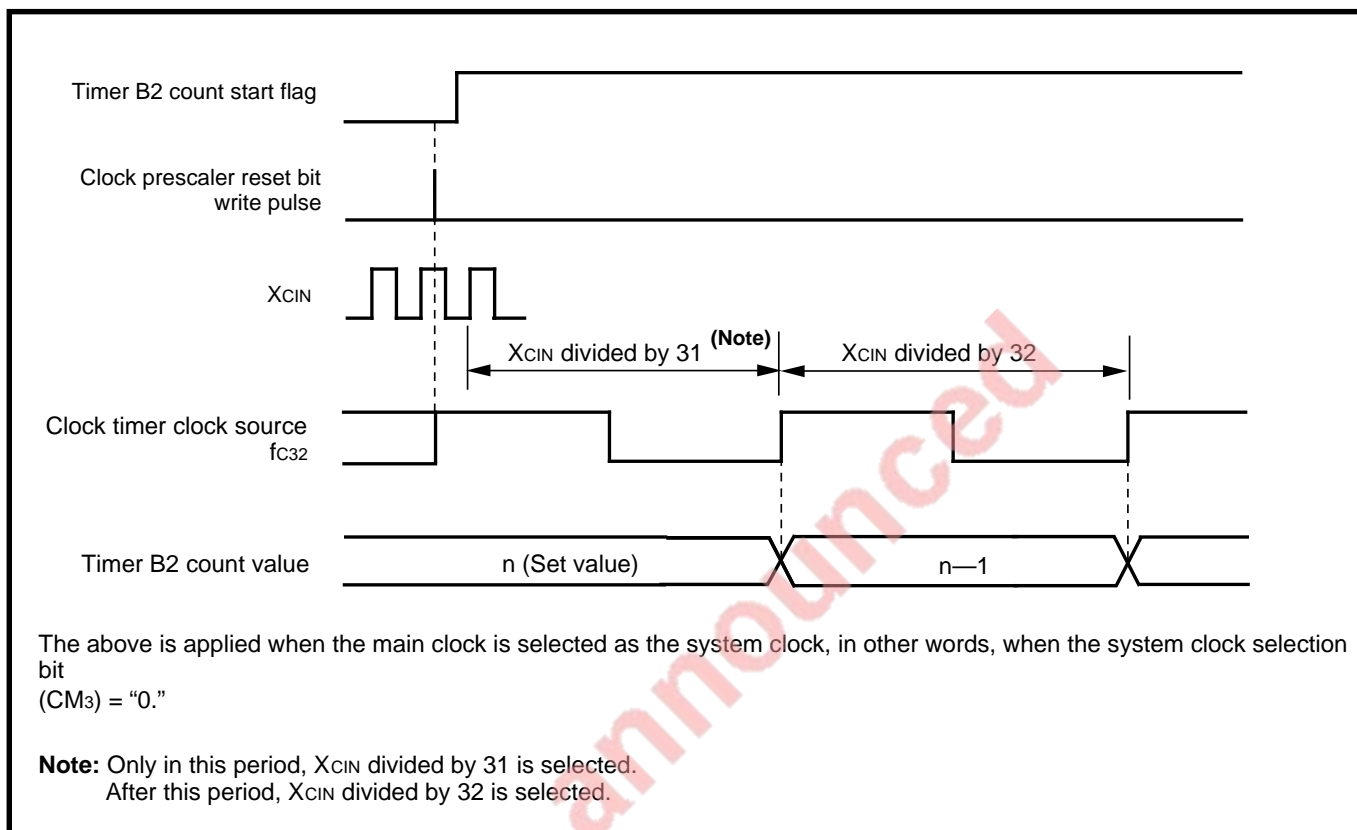 Timer B2 count start flag
Clock prescaler reset bit
write pulse
XCIN
XCIN divided by 31 (Note)
XCIN divided by 32
Clock timer clock source
fC32
Timer B2 count value
n (Set value)
n—1
The above is applied when the main clock is selected as the system clock, in other words, when the system clock selection
bit
(CM3) = “0.”
Note: Only in this period, XCIN divided by 31 is selected.
After this period, XCIN divided by 32 is selected.
announced